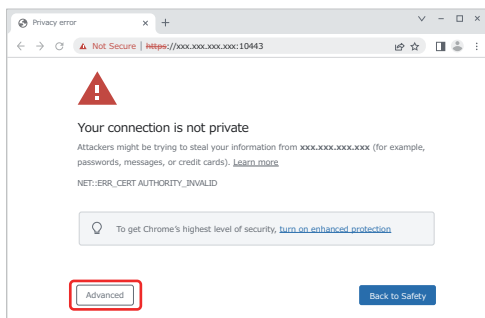 Privacy error
Not Secure | https://xxx.xxx.xxx.xxx:10443
Your connection is not private
Attackers might be trying to steal your information from xxx.xxx.xxx.xxx (for example,
passwords, messages, or credit cards). Learn more
NET::ERR_CERT AUTHORITY_INVALID
To get Chrome's highest level of security, turn on enhanced protection
Advanced
Back to Safety